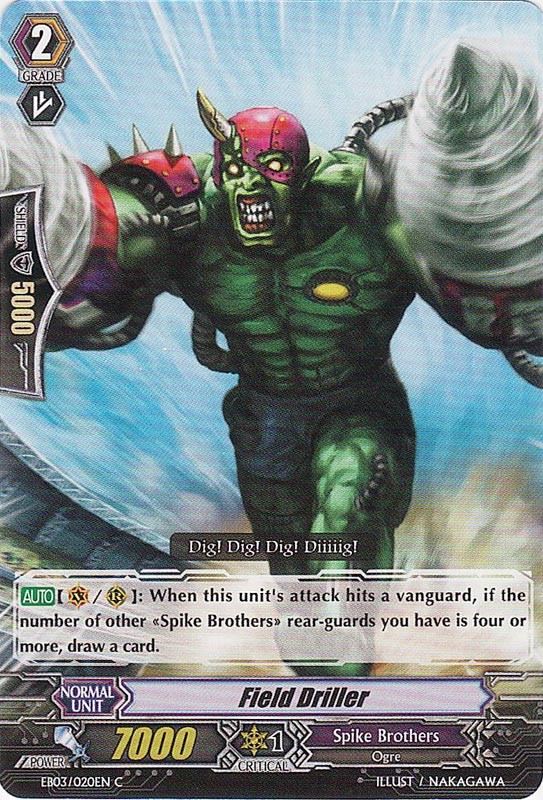 2
GRADE
SHIELD
5000
Dig! Dig! Dig! Diiiiig!
AUTO [ V / R ]: When this unit's attack hits a vanguard, if the
number of other «Spike Brothers» rear-guards you have is four or
more, draw a card.
NORMAL
UNIT
Field Driller
POWER
7000
1
CRITICAL
Spike Brothers
Ogre
EB03/020EN C
ILLUST / NAKAGAWA